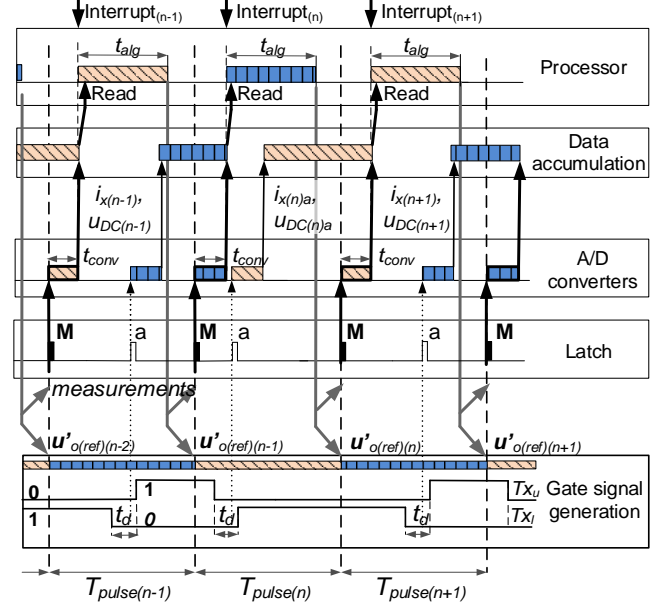 Interrupt(n-1) Interrupt(n) Interrupt(n+1)
talg talg talg
Processor
Read Read Read
Data
accumulation
ix(n-1), ix(n)a, ix(n+1),
uDC(n-1) uDC(n)a uDC(n+1)
tconv tconv tconv
A/D
converters
M a M a M a M
Latch
measurements
u'o(ref)(n-2) u'o(ref)(n-1) u'o(ref)(n) u'o(ref)(n+1)
0 1 Txu
Gate signal
generation
1 td 0 td td Txl
Tpulse(n-1) Tpulse(n) Tpulse(n+1)